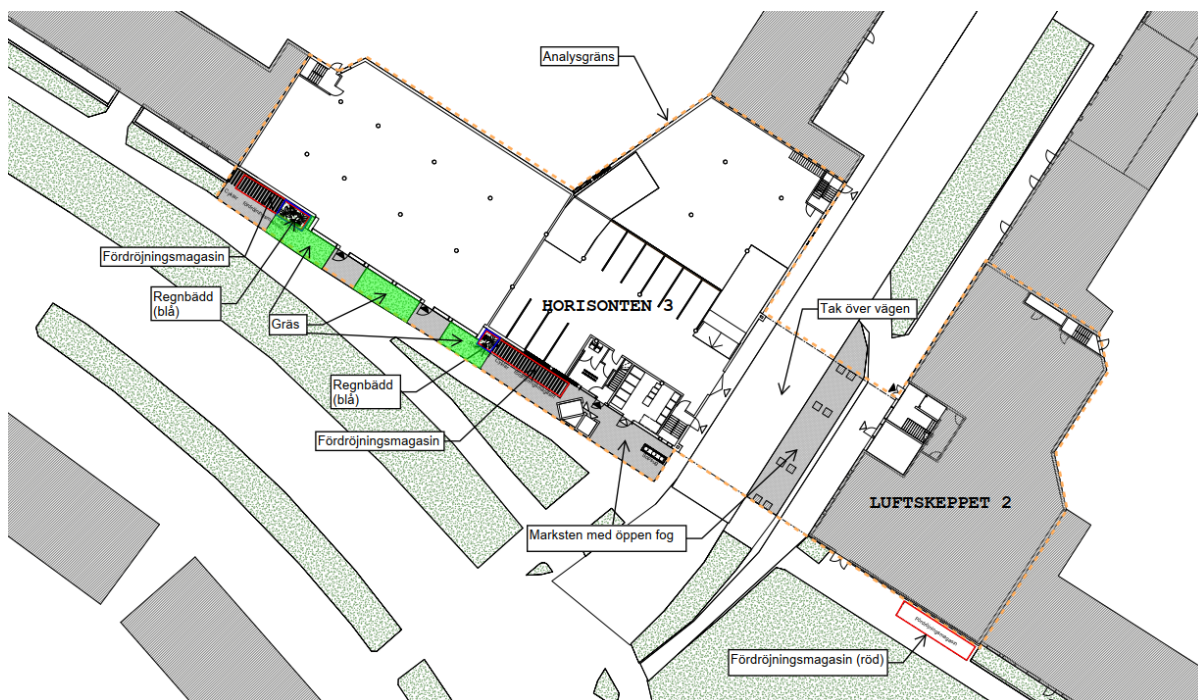 Analysgräns
Fördröjningsmagasin
Regnbädd
(blå)
Gräs
HORISONTEN 3
Tak över vägen
Regnbädd
(blå)
Fördröjningsmagasin
LUFTSKEPPET 2
Marksten med öppen fog
Fördröjningsmagasin
Fördröjningsmagasin (röd)